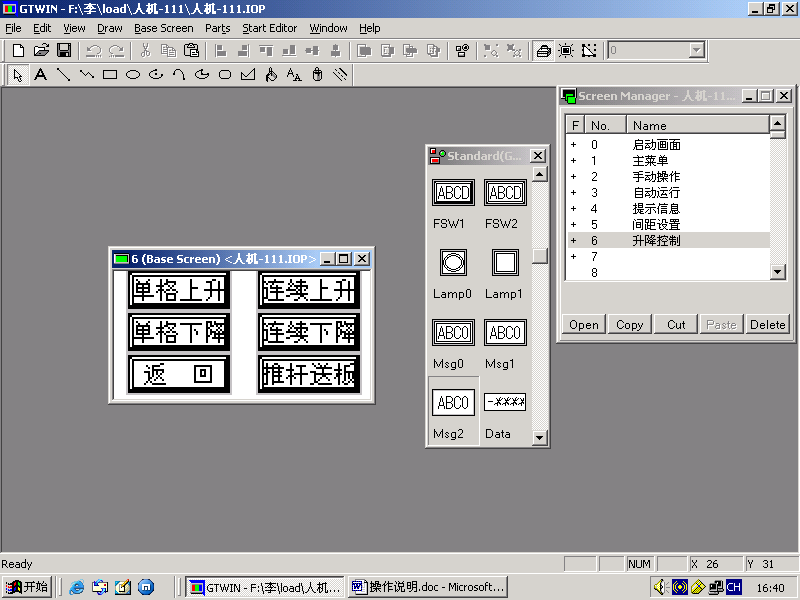 GTWIN - F:\李\load\人机-111\人机-111.IOP
File Edit View Draw Base Screen Parts Start Editor Window Help
0
A
Screen Manager - 人机-11...
F No. Name
+ 0 启动画面
+ 1 主菜单
+ 2 手动操作
+ 3 自动运行
+ 4 提示信息
+ 5 间距设置
+ 6 升降控制
+ 7
8
Open Copy Cut Paste Delete
Standard(G...
ABCD ABCD
FSW1 FSW2
Lamp0 Lamp1
ABC0 ABC0
Msg0 Msg1
ABC0 -××××
Msg2 Data
6 (Base Screen) <人机-111.IOP>
单格上升 连续上升
单格下降 连续下降
返 回 推杆送板
Ready NUM X 26 Y 31
开始 GTWIN - F:\李\load\人机... 操作说明.doc - Microsoft... CH 16:40